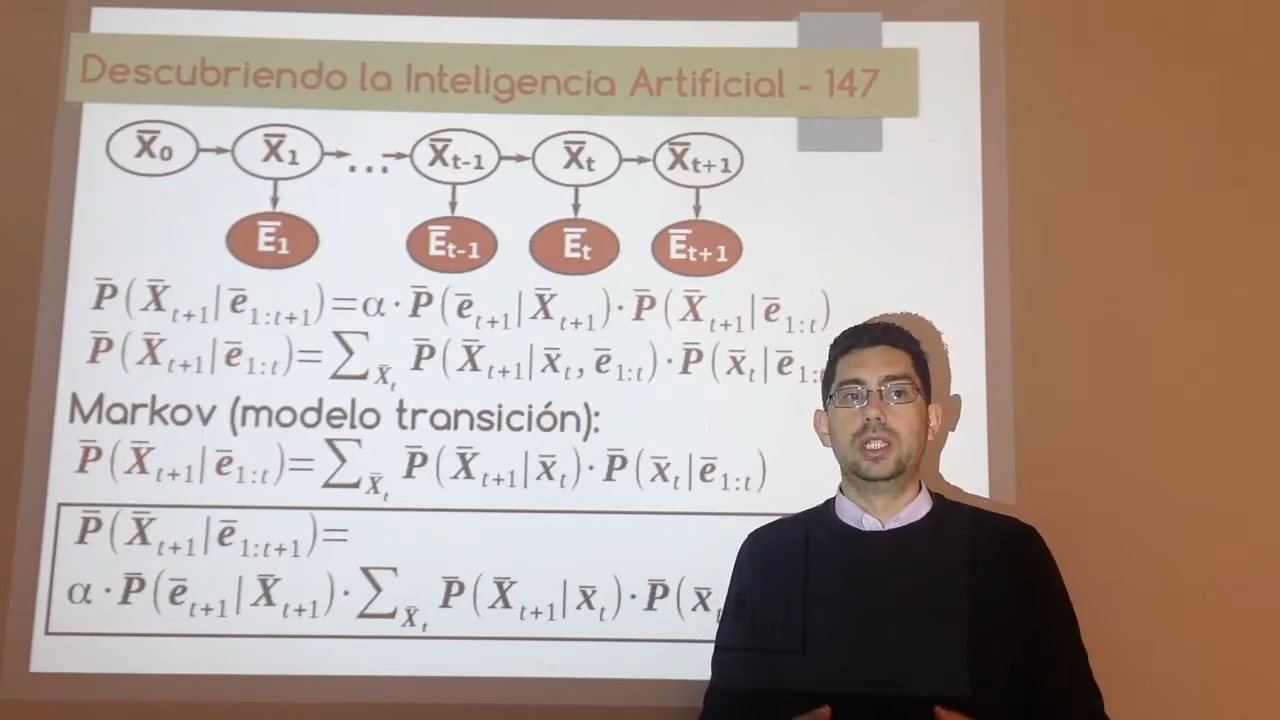 Descubriendo la Inteligencia Artificial - 147
X̄₀ X̄₁ ... X̄ₜ₋₁ X̄ₜ X̄ₜ₊₁
Ē₁ Ēₜ₋₁ Ēₜ Ēₜ₊₁
P̄(X̄ₜ₊₁|ē₁:ₜ₊₁)=α·P̄(ēₜ₊₁|X̄ₜ₊₁)·P̄(X̄ₜ₊₁|ē₁:ₜ)
P̄(X̄ₜ₊₁|ē₁:ₜ)=∑X̄ₜ P̄(X̄ₜ₊₁|x̄ₜ, ē₁:ₜ)·P̄(x̄ₜ|ē₁:
Markov (modelo transición):
P̄(X̄ₜ₊₁|ē₁:ₜ)=∑X̄ₜ P̄(X̄ₜ₊₁|x̄ₜ)·P̄(x̄ₜ|ē₁:ₜ)
P̄(X̄ₜ₊₁|ē₁:ₜ₊₁)=
α·P̄(ēₜ₊₁|X̄ₜ₊₁)·∑X̄ₜ P̄(X̄ₜ₊₁|x̄ₜ)·P̄(x̄ₜ